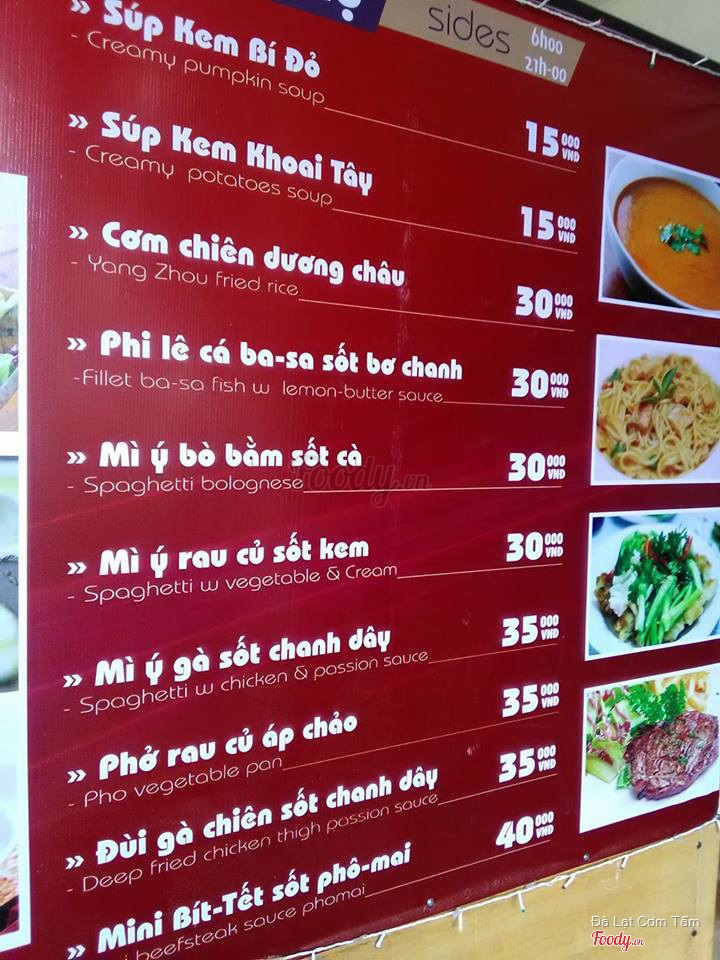 sides
6h00
21h-00
» Súp Kem Bí Đỏ
- Creamy pumpkin soup
15 000 VND
» Súp Kem Khoai Tây
- Creamy potatoes soup
15 000 VND
» Cơm chiên dương châu
- Yang Zhou fried rice
30 000 VND
» Phi lê cá ba-sa sốt bơ chanh
-Fillet ba-sa fish w lemon-butter sauce
30 000 VND
» Mì ý bò bằm sốt cà
- Spaghetti bolognese
30 000 VND
» Mì ý rau củ sốt kem
- Spaghetti w vegetable & Cream
30 000 VND
» Mì ý gà sốt chanh dây
- Spaghetti w chicken & passion sauce
35 000 VND
» Phở rau củ áp chảo
- Pho vegetable pan
35 000 VND
» Đùi gà chiên sốt chanh dây
- Deep fried chicken thigh passion sauce
35 000 VND
» Mini Bít-Tết sốt phô-mai
beefsteak sauce phomai
40 000 VND
Foody.vn
Đà Lạt Cơm Tấm
Foody.vn